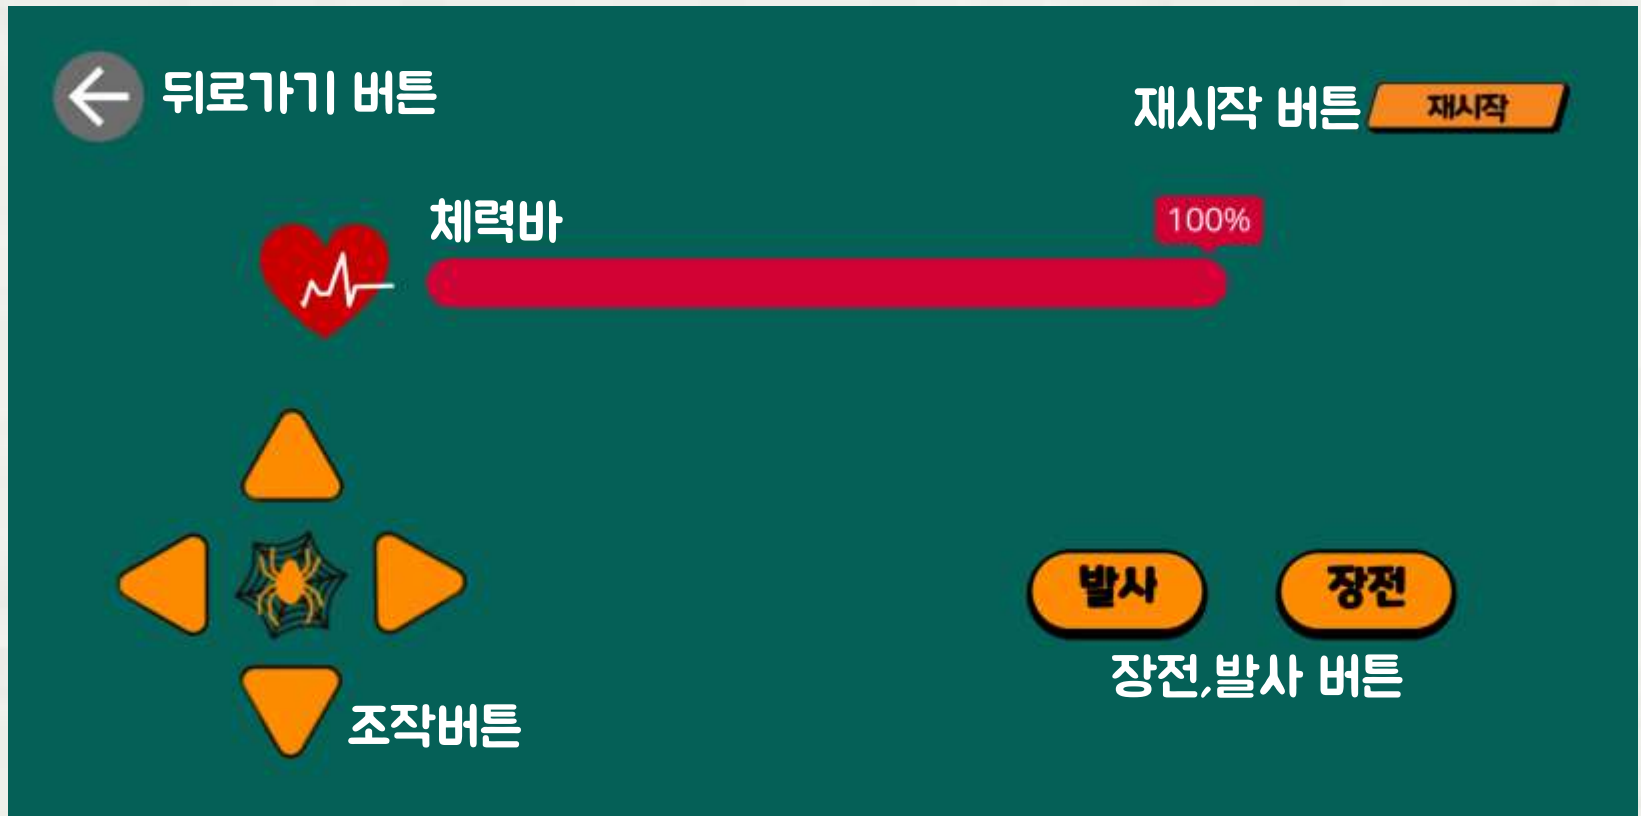 뒤로가기 버튼
재시작 버튼
재시작
체력바
100%
발사
장전
장전,발사 버튼
조작버튼